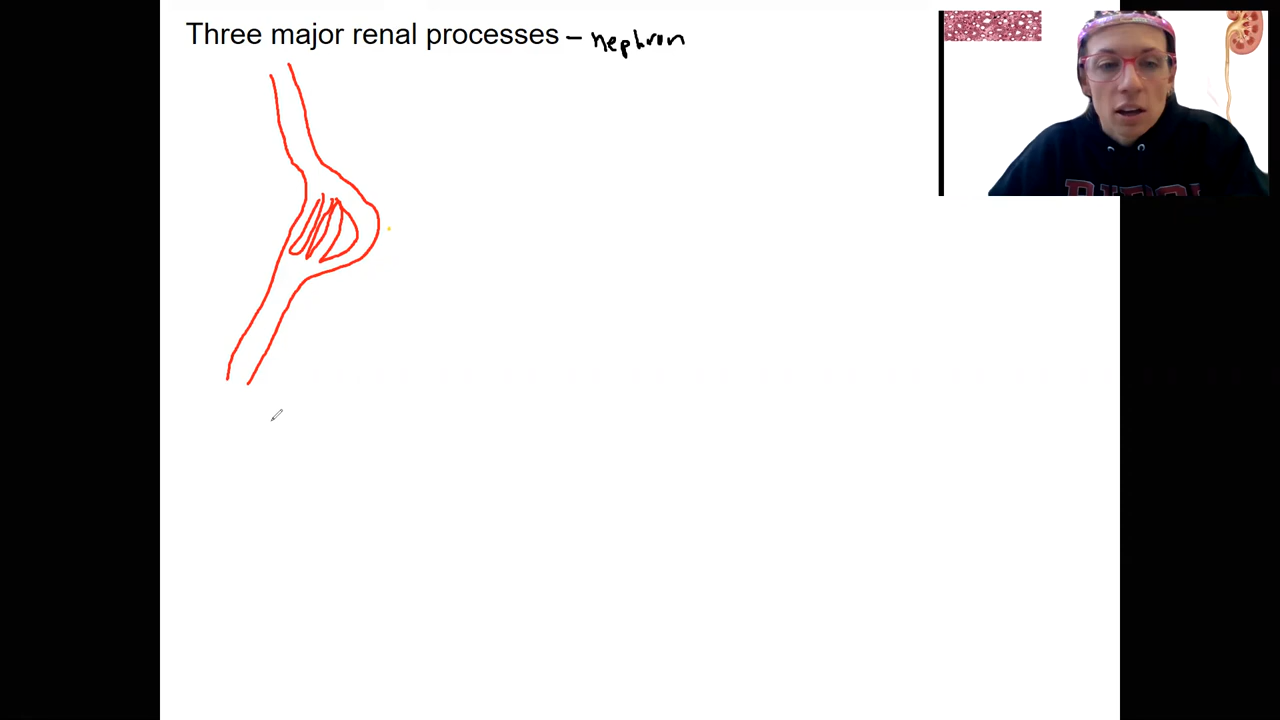 Three major renal processes – nephron